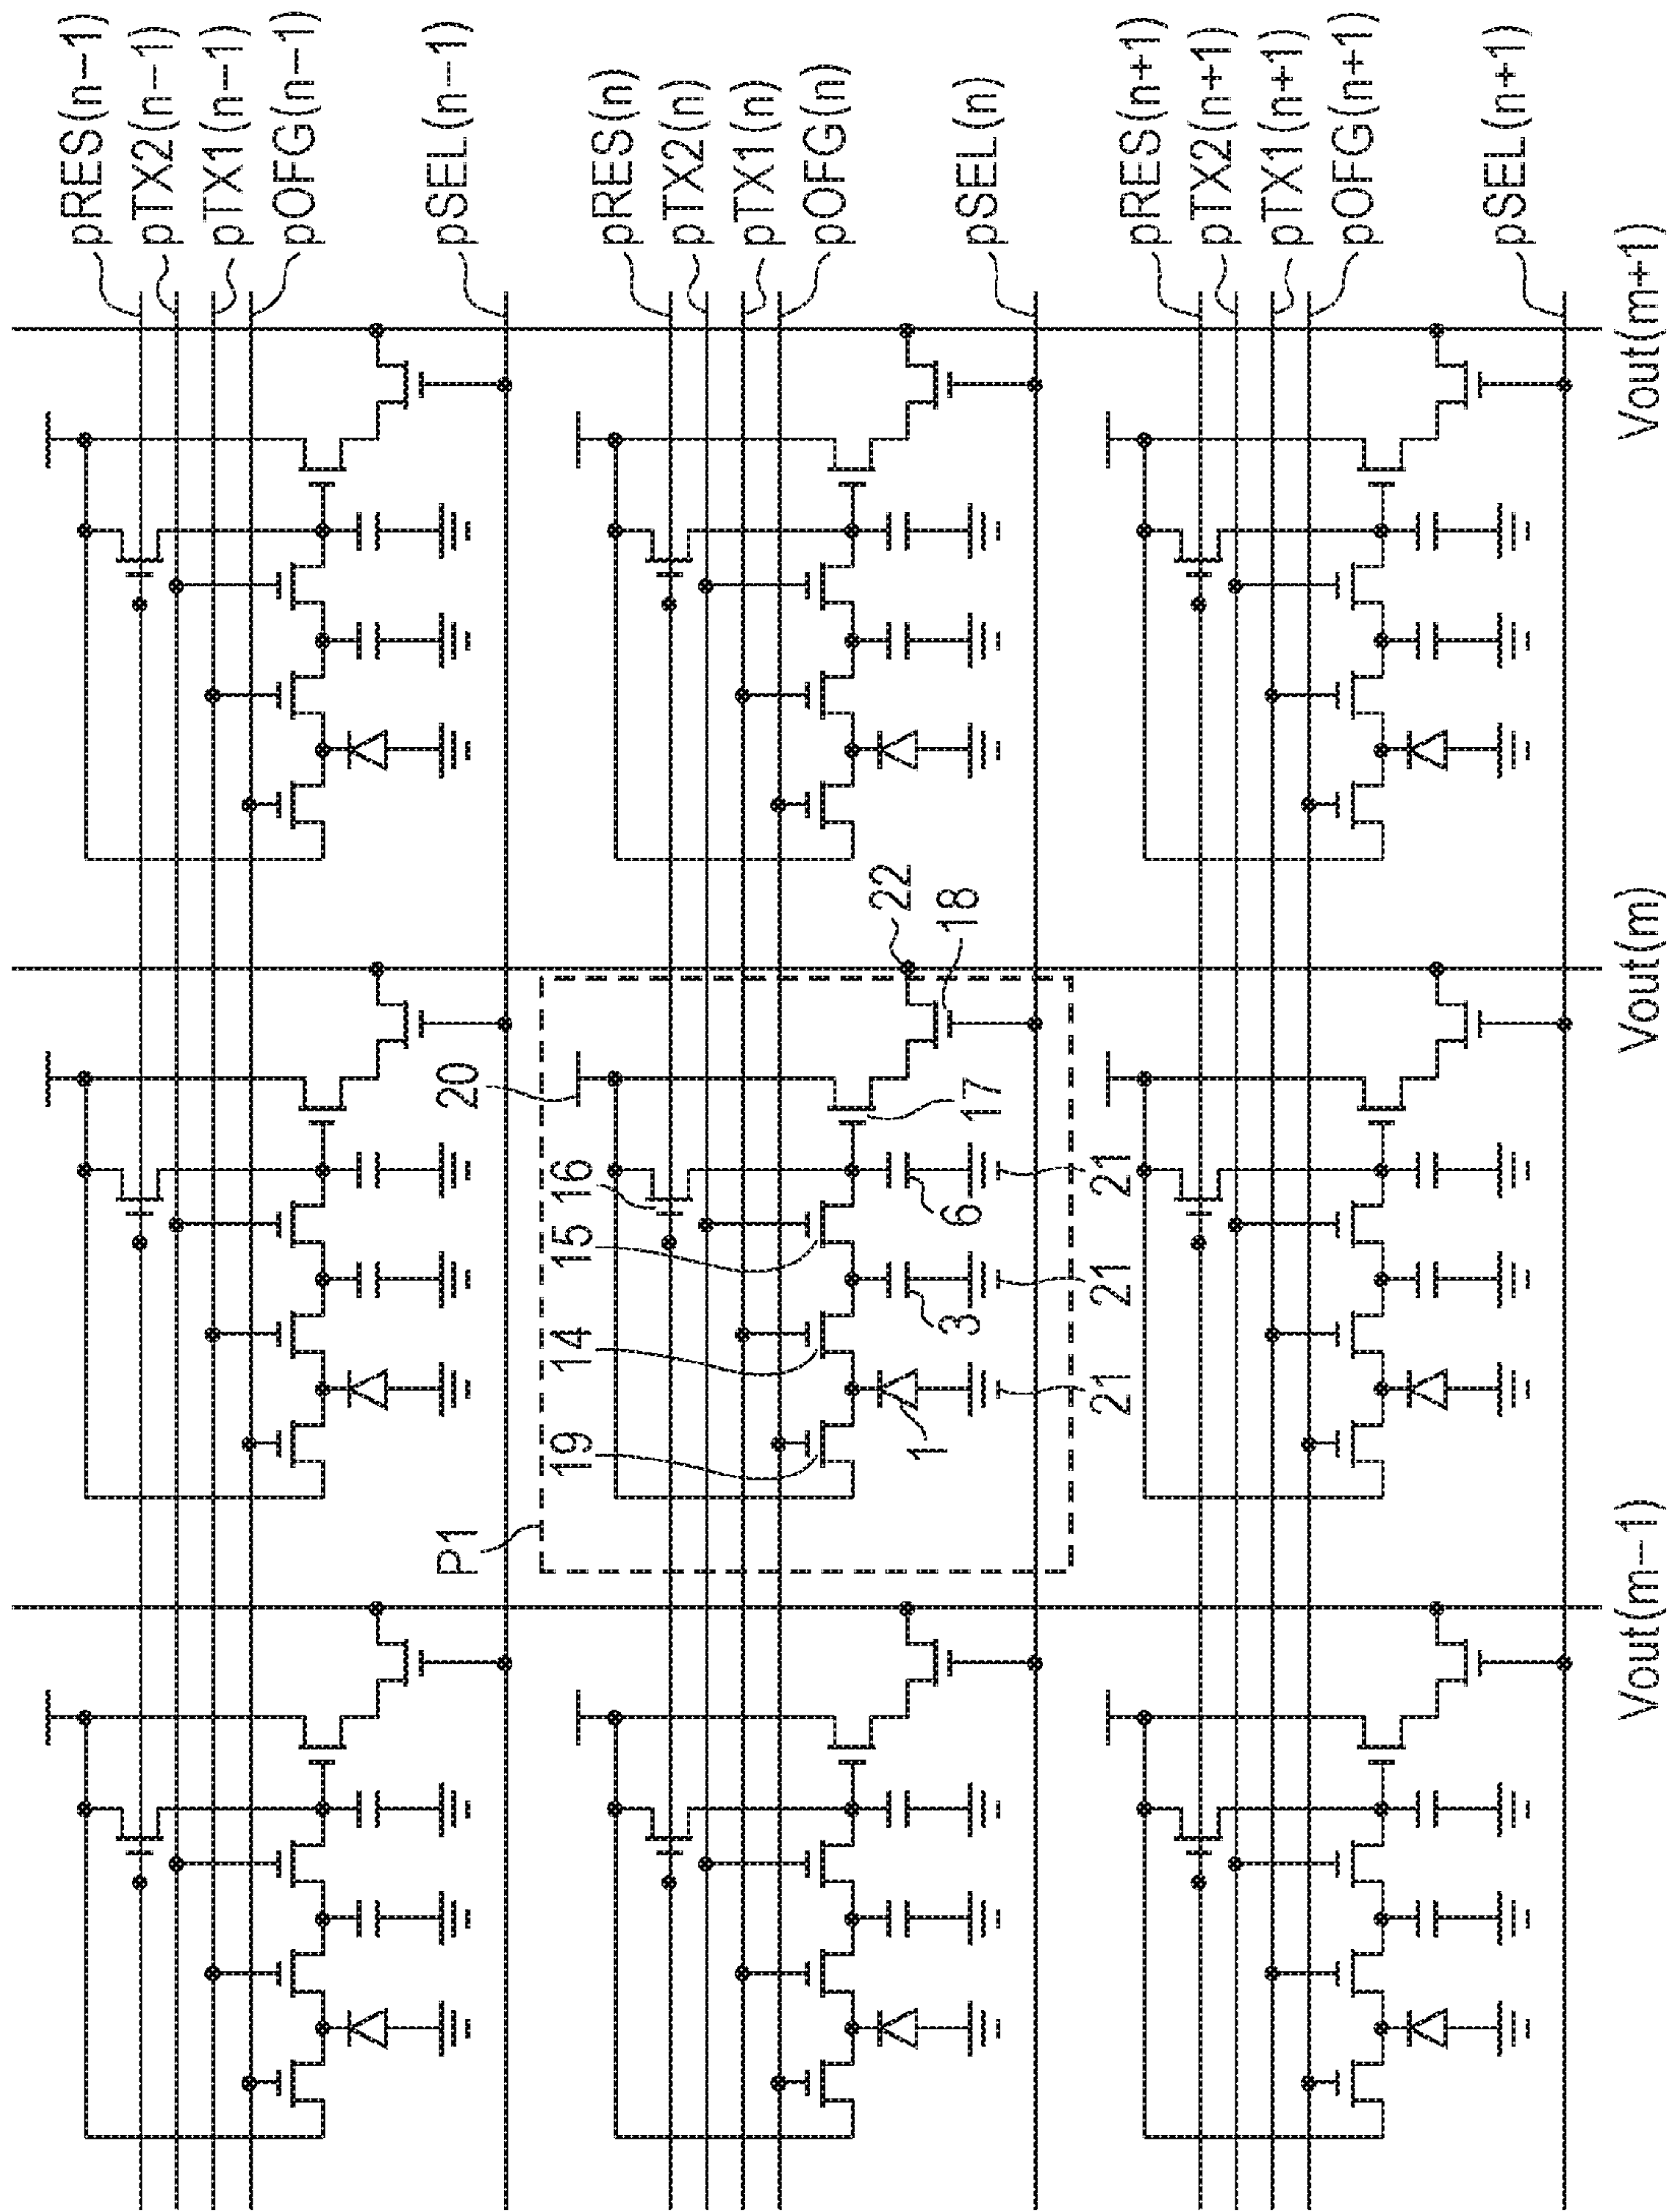 pRES(n-1)
pTX2(n-1)
pTX1(n-1)
pOFG(n-1)
pSEL(n-1)
pRES(n)
pTX2(n)
pTX1(n)
pOFG(n)
pSEL(n)
pRES(n+1)
pTX2(n+1)
pTX1(n+1)
pOFG(n+1)
pSEL(n+1)
P1
19
14
15
16
20
1
3
6
17
18
22
21
21
21
Vout(m-1)
Vout(m)
Vout(m+1)